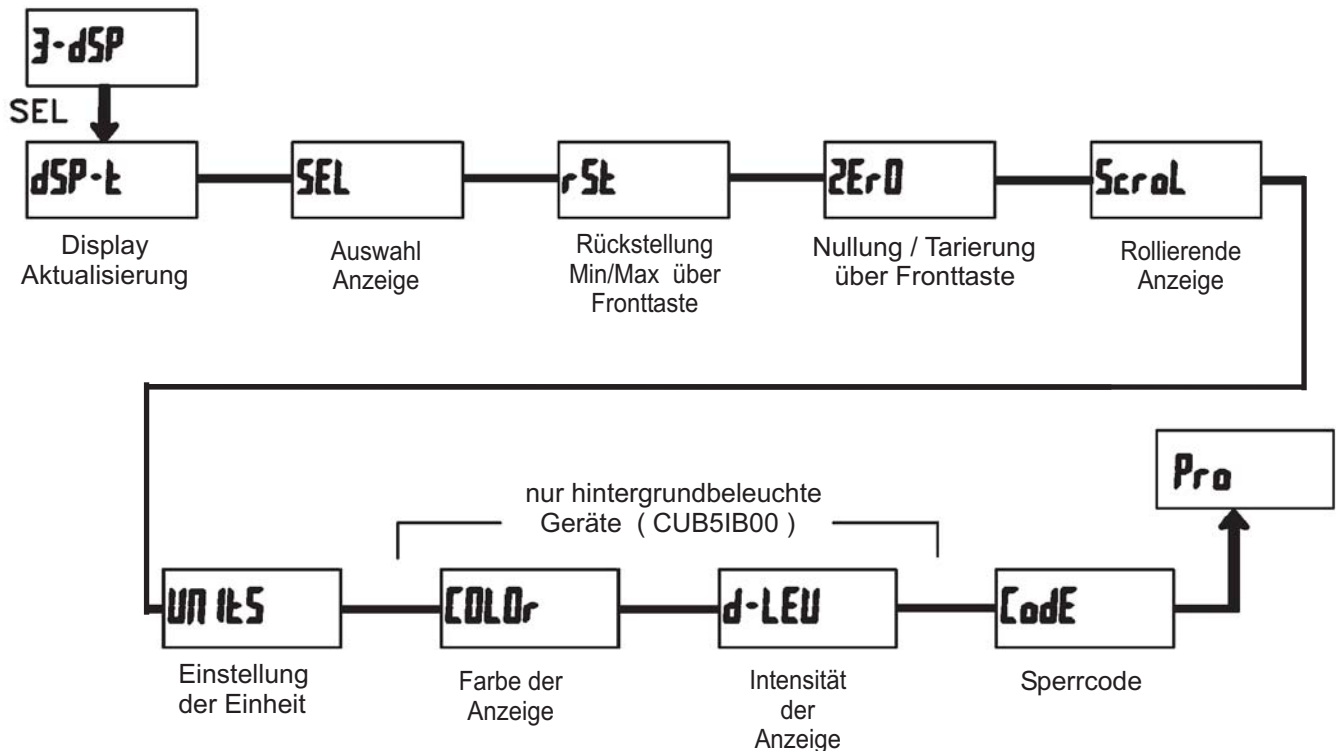 3-dSP
SEL
dSP-t
SEL
rSt
ZErO
ScroL
Display
Aktualisierung
Auswahl
Anzeige
Rückstellung
Min/Max über
Fronttaste
Nullung / Tarierung
über Fronttaste
Rollierende
Anzeige
Pro
nur hintergrundbeleuchte
Geräte ( CUB5IB00 )
UNItS
COLOr
d-LEV
CodE
Einstellung
der Einheit
Farbe der
Anzeige
Intensität
der
Anzeige
Sperrcode